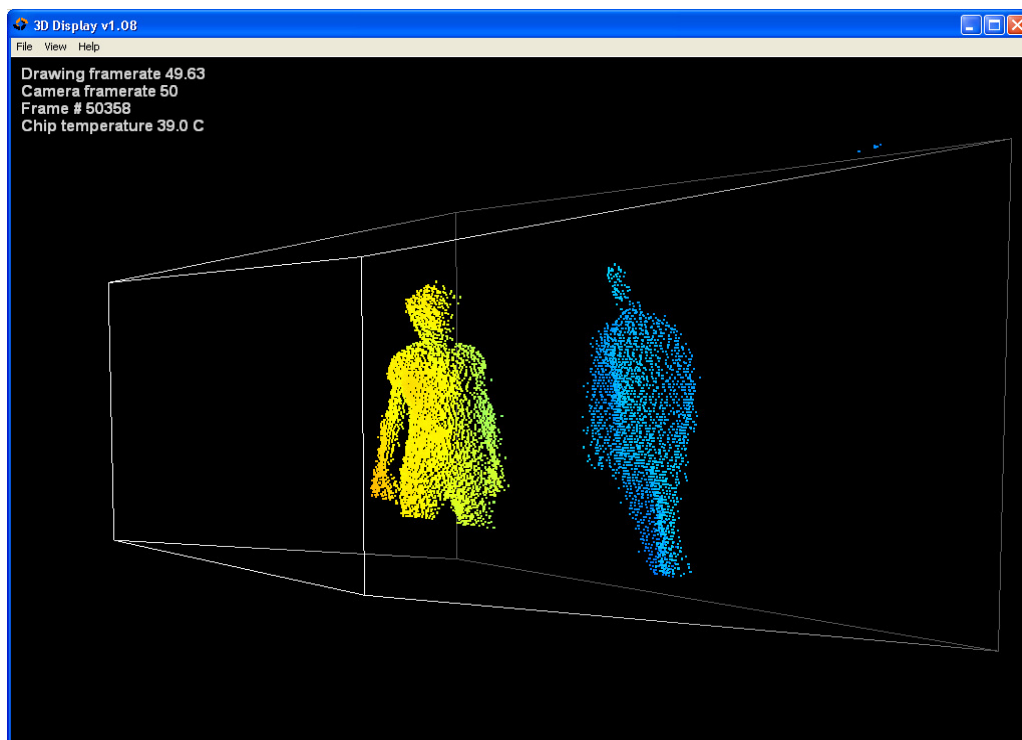 3D Display v1.08
File View Help
Drawing framerate 49.63
Camera framerate 50
Frame # 50358
Chip temperature 39.0 C